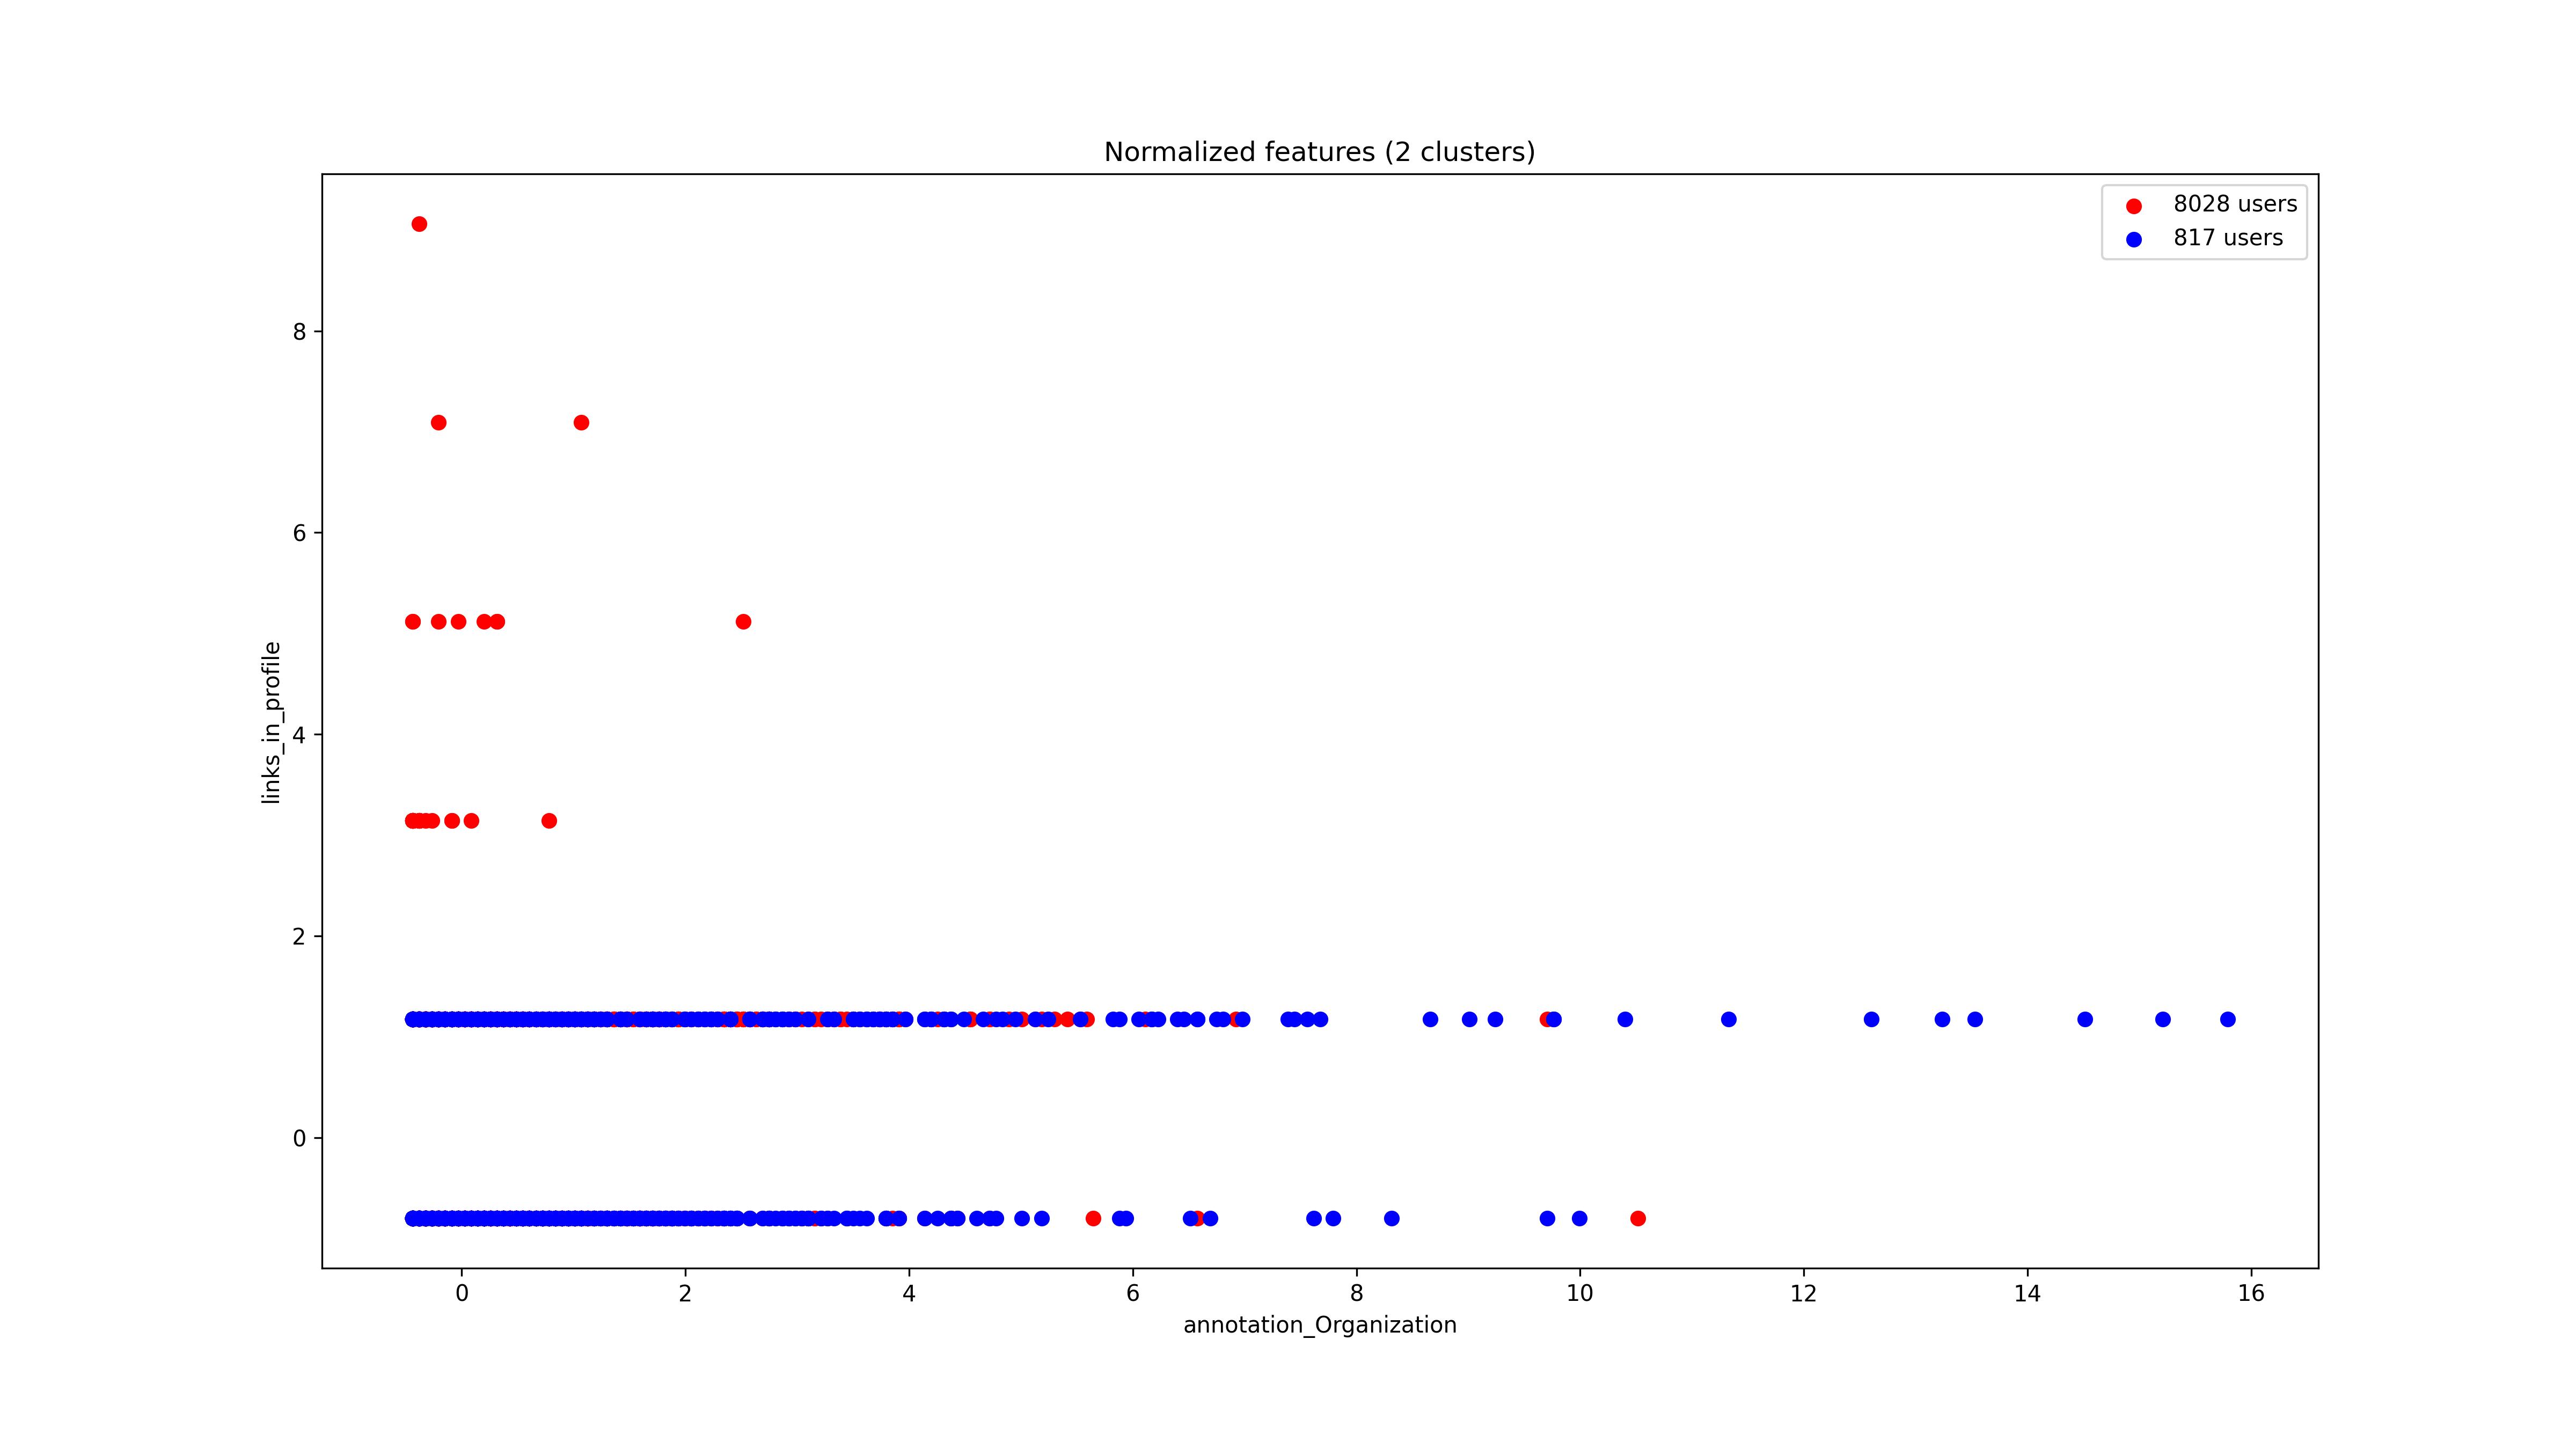 Normalized features (2 clusters)
8028 users
817 users
links_in_profile
8
6
4
2
0
0 2 4 6 8 10 12 14 16
annotation_Organization